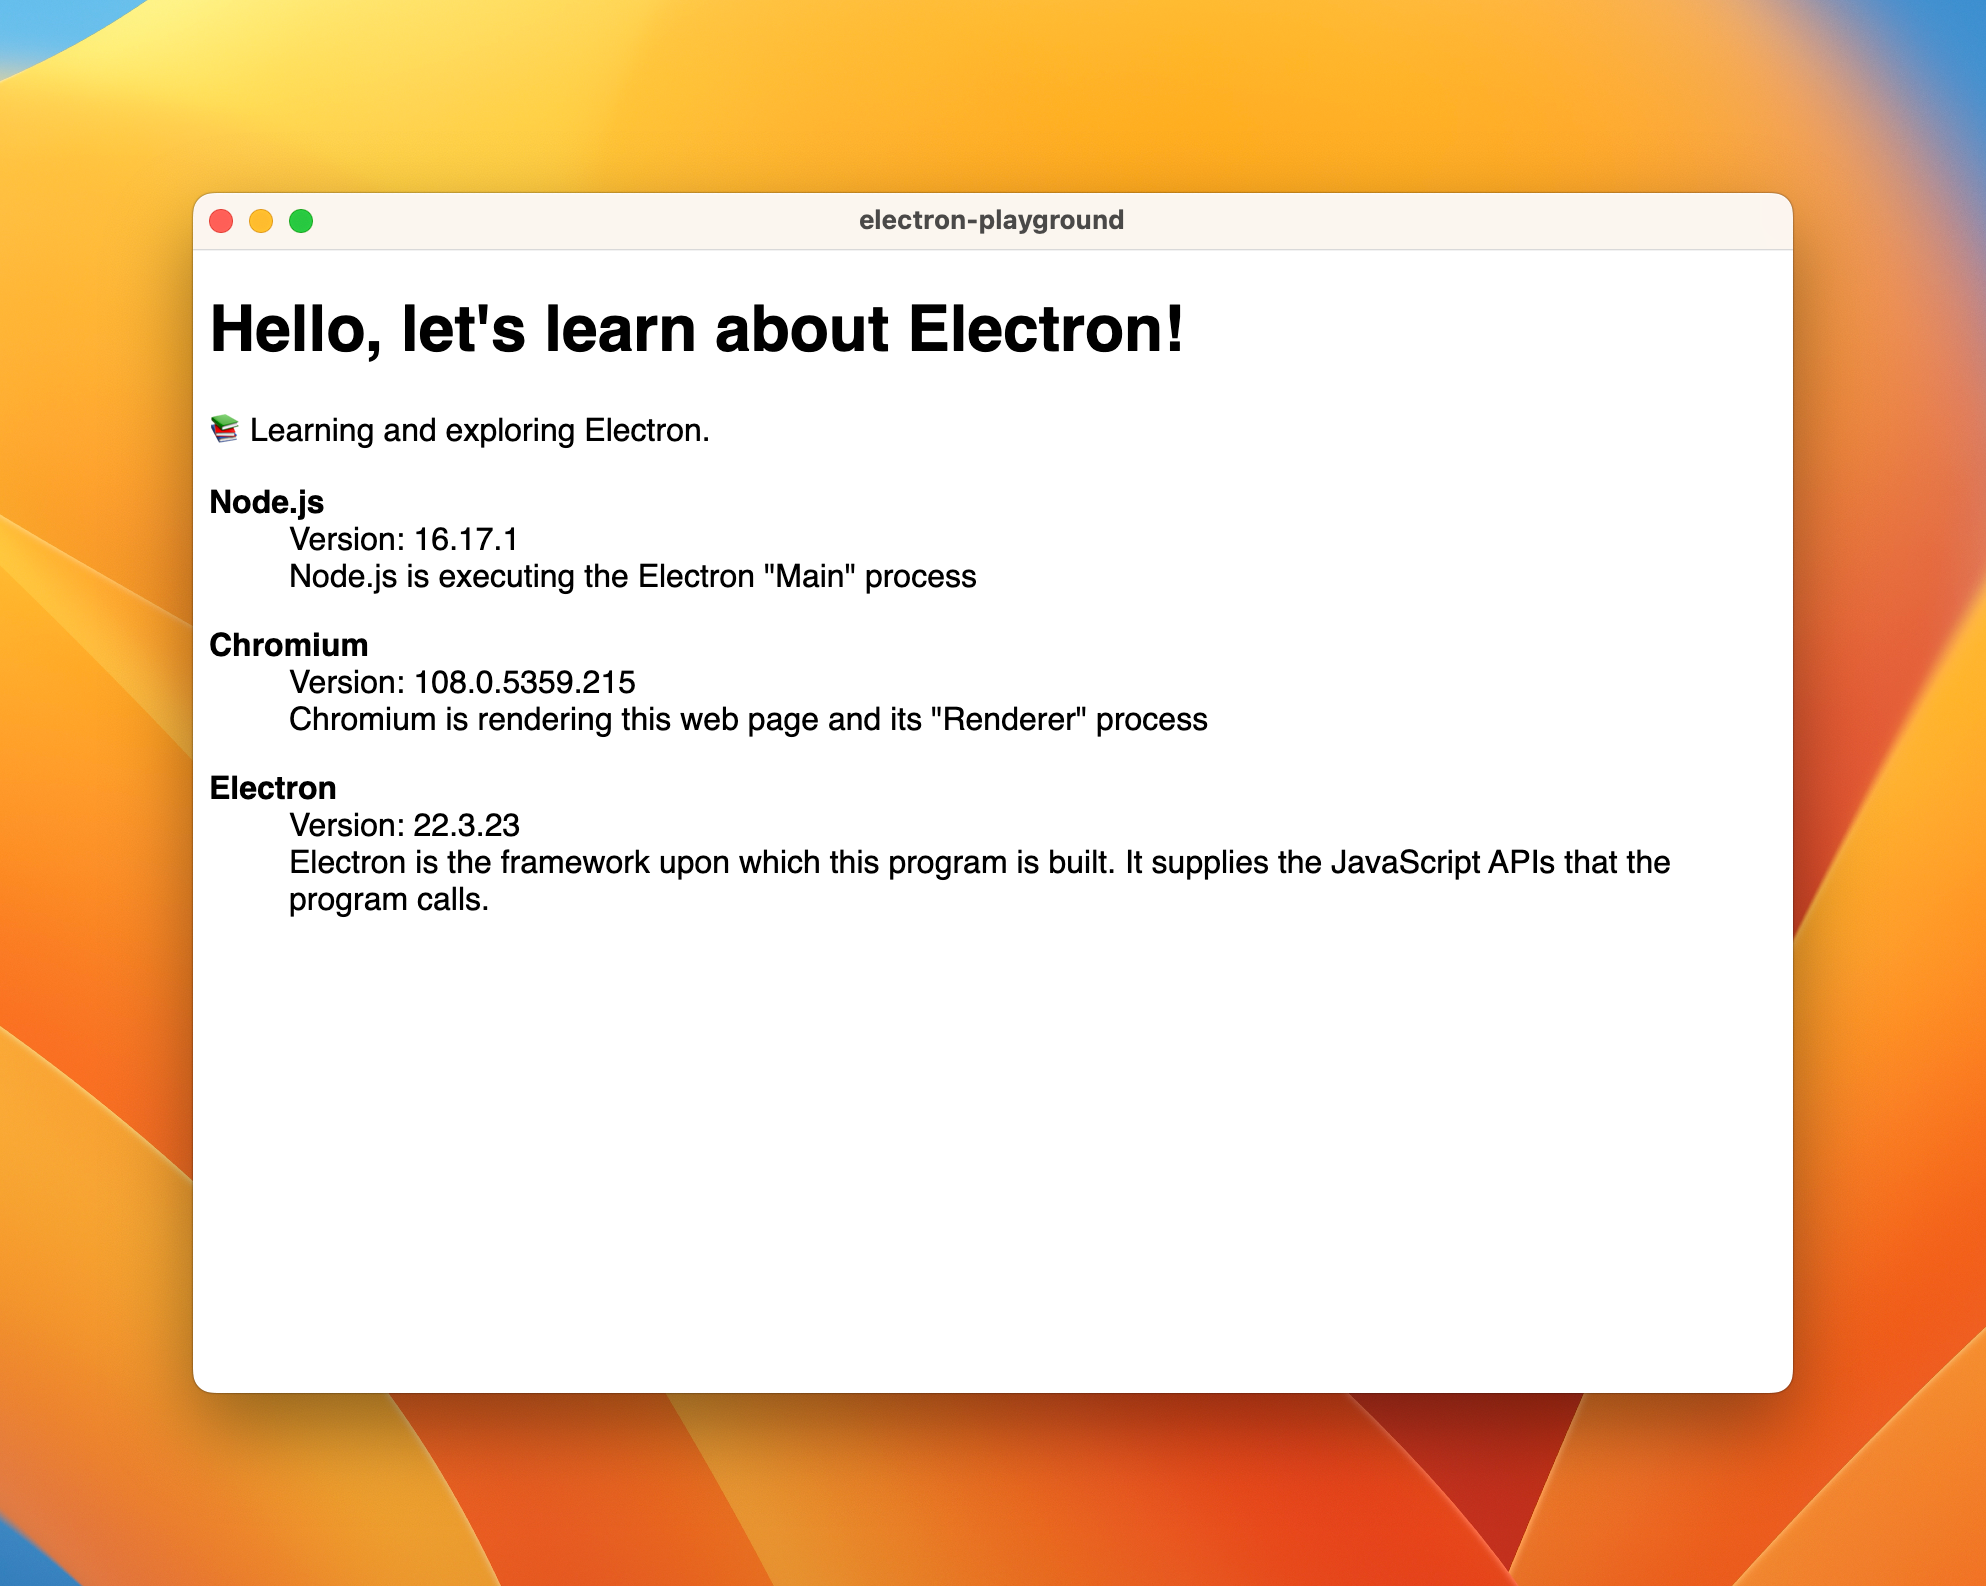 electron-playground
Hello, let's learn about Electron!
📚 Learning and exploring Electron.
Node.js
Version: 16.17.1
Node.js is executing the Electron "Main" process
Chromium
Version: 108.0.5359.215
Chromium is rendering this web page and its "Renderer" process
Electron
Version: 22.3.23
Electron is the framework upon which this program is built. It supplies the JavaScript APIs that the
program calls.